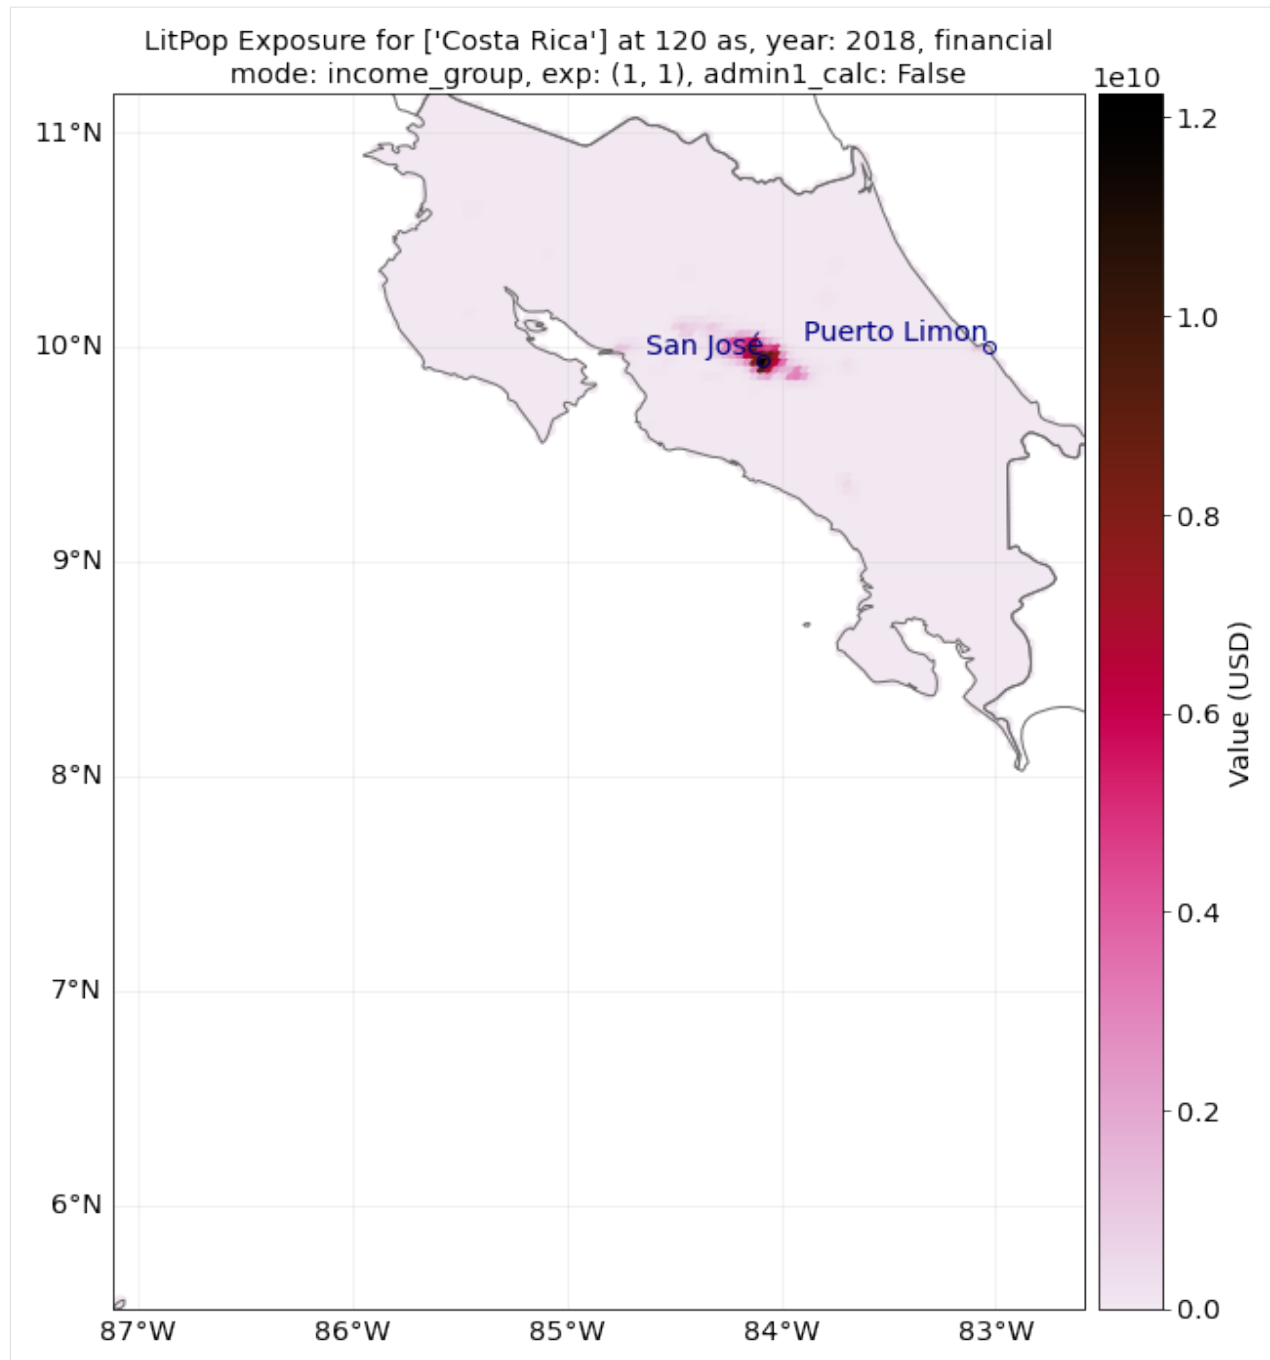 LitPop Exposure for ['Costa Rica'] at 120 as, year: 2018, financial
mode: income_group, exp: (1, 1), admin1_calc: False
1e10
11°N
10°N
9°N
8°N
7°N
6°N
San José
Puerto Limon
87°W
86°W
85°W
84°W
83°W
1.2
1.0
0.8
0.6
0.4
0.2
0.0
Value (USD)